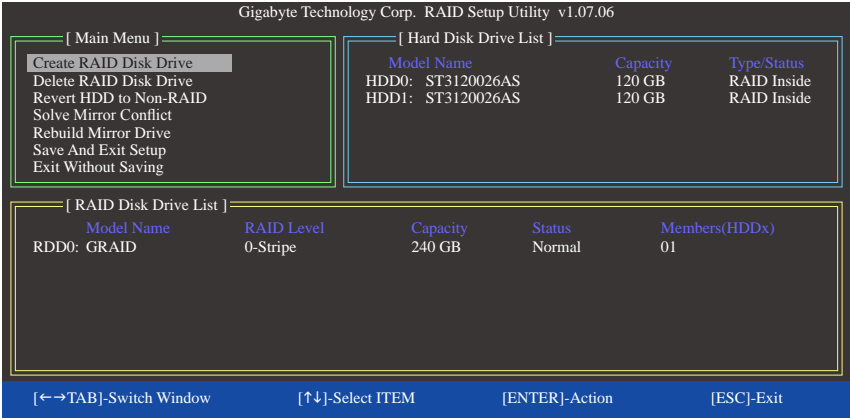 Gigabyte Technology Corp. RAID Setup Utility v1.07.06
[ Main Menu ]
Create RAID Disk Drive
Delete RAID Disk Drive
Revert HDD to Non-RAID
Solve Mirror Conflict
Rebuild Mirror Drive
Save And Exit Setup
Exit Without Saving
[ Hard Disk Drive List ]
Model Name Capacity Type/Status
HDD0: ST3120026AS 120 GB RAID Inside
HDD1: ST3120026AS 120 GB RAID Inside
[ RAID Disk Drive List ]
Model Name RAID Level Capacity Status Members(HDDx)
RDD0: GRAID 0-Stripe 240 GB Normal 01
[←→TAB]-Switch Window [↑↓]-Select ITEM [ENTER]-Action [ESC]-Exit